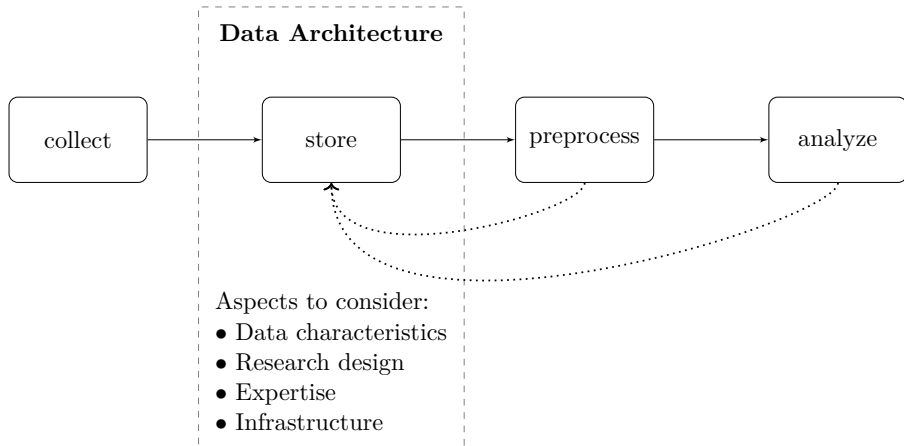 Data Architecture
collect
store
preprocess
analyze
Aspects to consider:
• Data characteristics
• Research design
• Expertise
• Infrastructure